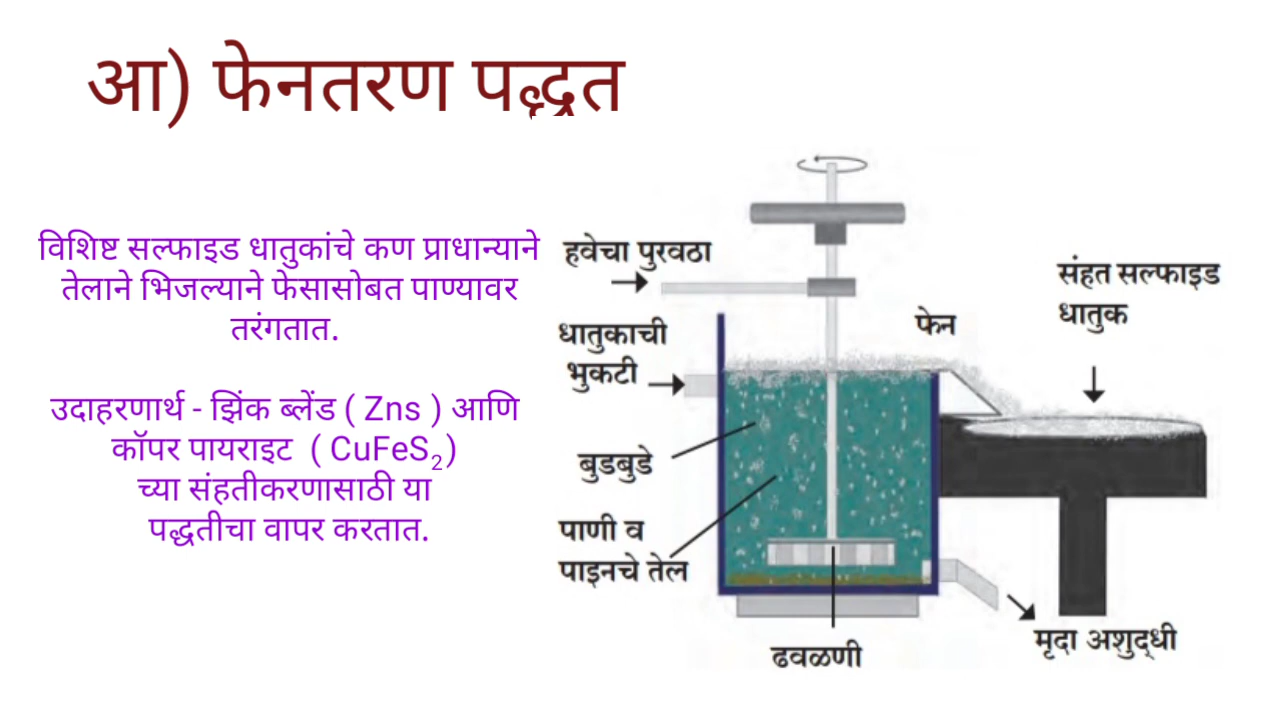 आ) फेनतरण पद्धत
विशिष्ट सल्फाइड धातुकांचे कण प्राधान्याने
तेलाने भिजल्याने फेसासोबत पाण्यावर
तरंगतात.
उदाहरणार्थ - झिंक ब्लेंड ( Zns ) आणि
कॉपर पायराइट ( CuFeS₂)
च्या संहतीकरणासाठी या
पद्धतीचा वापर करतात.
हवेचा पुरवठा
धातुकाची
भुकटी
बुडबुडे
पाणी व
पाइनचे तेल
ढवळणी
फेन
संहत सल्फाइड
धातुक
मृदा अशुद्धी